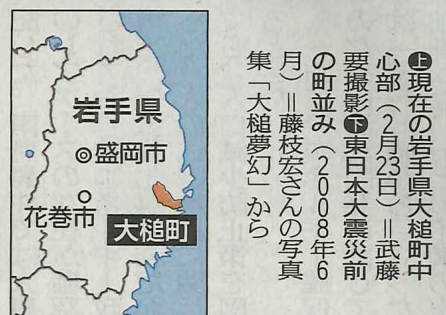 ㊤現在の岩手県大槌町中
心部（2月23日）＝武藤
要撮影㊦東日本大震災前
の町並み（2008年6
月）＝藤枝宏さんの写真
集「大槌夢幻」から
岩手県
◎盛岡市
花巻市
大槌町